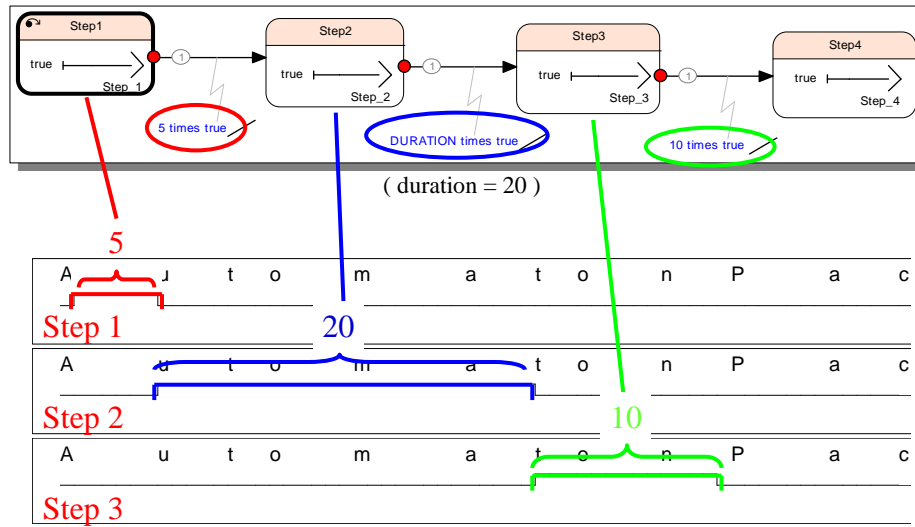 Step1
Step2
Step3
Step4
true
Step_1
1
true
Step_2
1
true
Step_3
1
true
Step_4
5 times true
DURATION times true
10 times true
( duration = 20 )
5
A u t o m a t o n P a c
Step 1
20
A u t o m a t o n P a c
Step 2
10
A u t o m a t o n P a c
Step 3